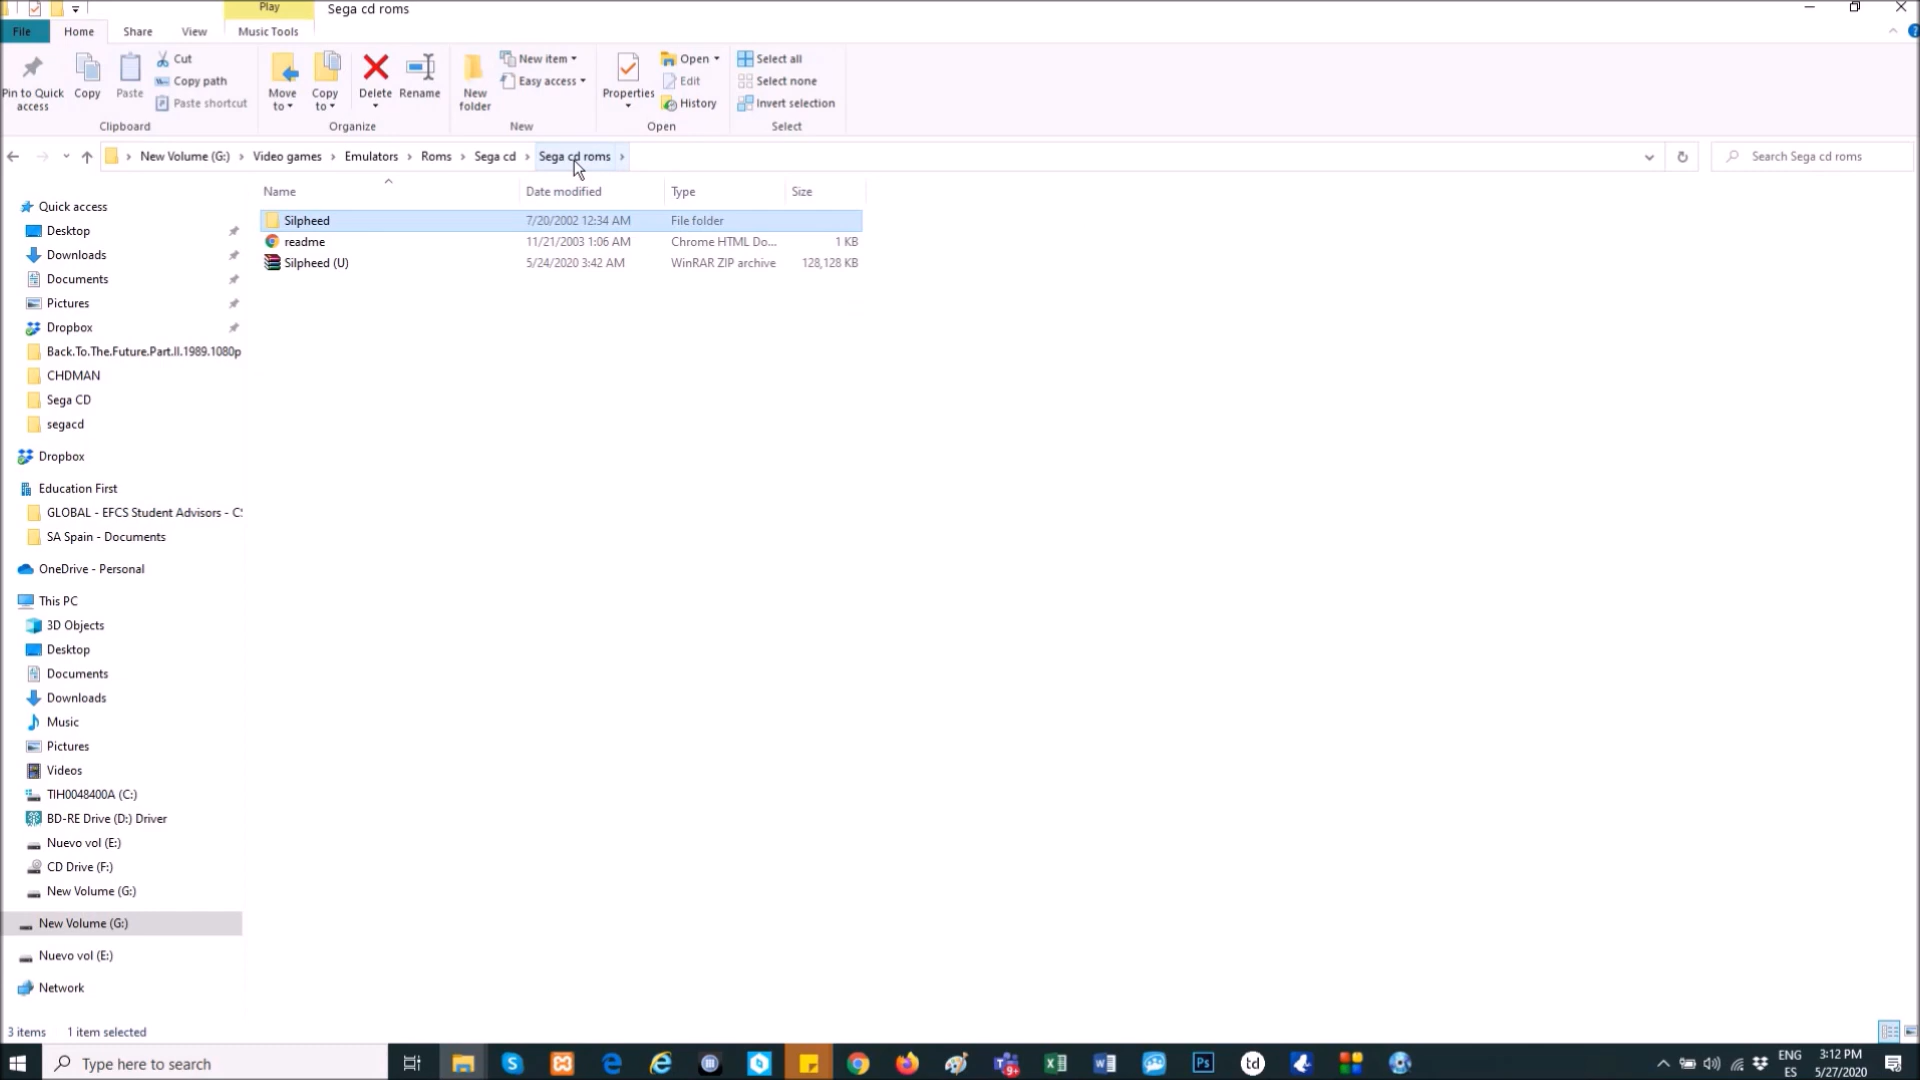 Play
Sega cd roms
File
Home
Share
View
Music Tools
Pin to Quick
access
Copy
Paste
Cut
Copy path
Paste shortcut
Clipboard
Move
to
Copy
to
Delete
Rename
Organize
New
folder
New item
Easy access
New
Properties
Open
Edit
History
Open
Select all
Select none
Invert selection
Select
New Volume (G:) > Video games > Emulators > Roms > Sega cd > Sega cd roms >
Search Sega cd roms
Name
Date modified
Type
Size
Silpheed 7/20/2002 12:34 AM File folder
readme 11/21/2003 1:06 AM Chrome HTML Do... 1 KB
Silpheed (U) 5/24/2020 3:42 AM WinRAR ZIP archive 128,128 KB
Quick access
Desktop
Downloads
Documents
Pictures
Dropbox
Back.To.The.Future.Part.II.1989.1080p
CHDMAN
Sega CD
segacd
Dropbox
Education First
GLOBAL - EFCS Student Advisors - CS
SA Spain - Documents
OneDrive - Personal
This PC
3D Objects
Desktop
Documents
Downloads
Music
Pictures
Videos
TIH0048400A (C:)
BD-RE Drive (D:) Driver
Nuevo vol (E:)
CD Drive (F:)
New Volume (G:)
New Volume (G:)
Nuevo vol (E:)
Network
3 items 1 item selected
Type here to search
9+
Ps
td
ENG
ES
3:12 PM
5/27/2020